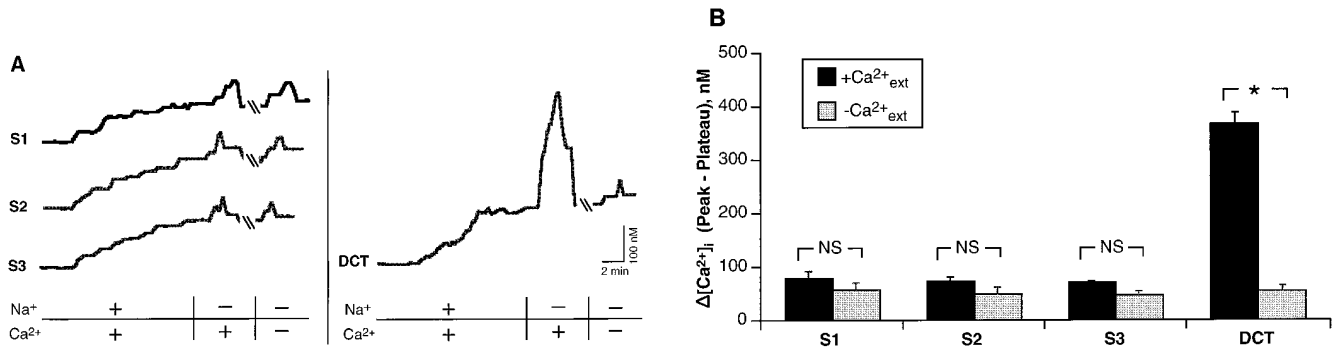 A
S1
S2
S3
Na⁺ + − −
Ca²⁺ + + −
DCT
100 nM
2 min
Na⁺ + − −
Ca²⁺ + + −
B
Δ[Ca²⁺]ᵢ (Peak - Plateau), nM
500
400
300
200
100
0
+Ca²⁺ext
-Ca²⁺ext
NS
NS
NS
*
S1
S2
S3
DCT